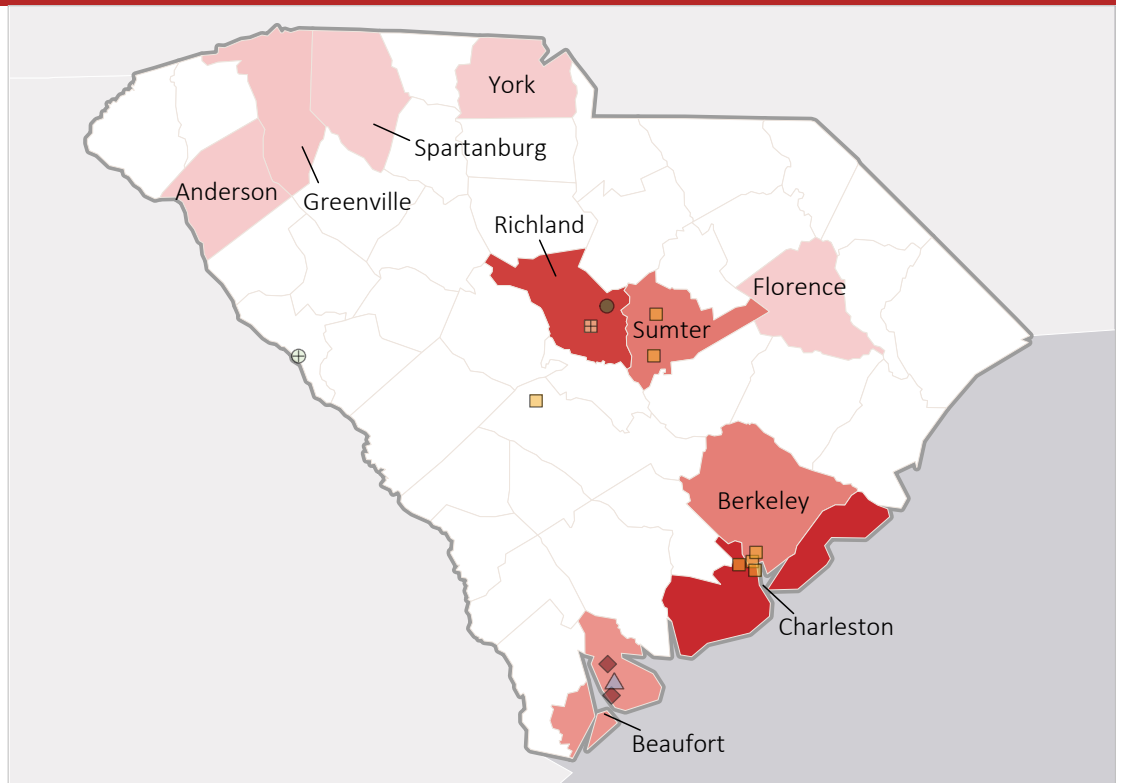 York
Spartanburg
Anderson
Greenville
Richland
Florence
Sumter
Berkeley
Charleston
Beaufort